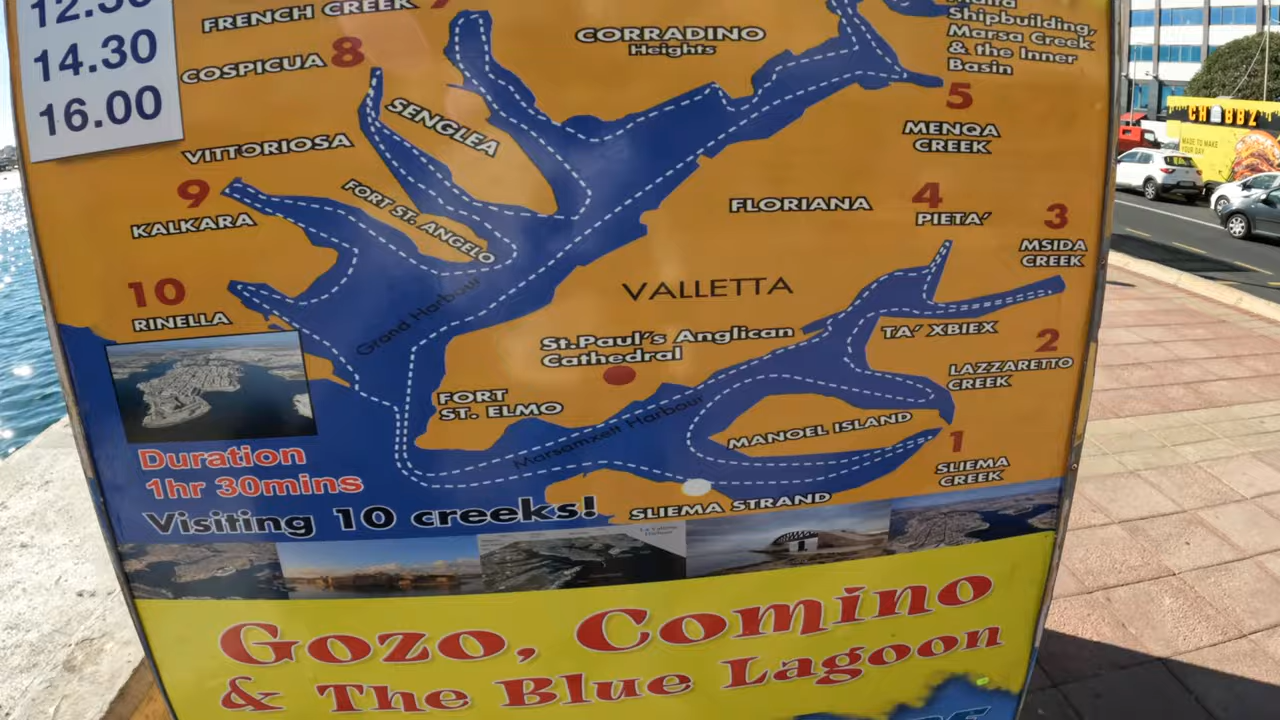 12.30
14.30
16.00
FRENCH CREEK
COSPICUA 8
CORRADINO
Heights
Malta
Shipbuilding,
Marsa Creek
& the Inner
Basin
5
MENQA
CREEK
SENGLEA
VITTORIOSA
9
KALKARA
FORT ST. ANGELO
FLORIANA
4
PIETA'
3
MSIDA
CREEK
10
RINELLA
Grand Harbour
VALLETTA
St.Paul's Anglican
Cathedral
TA' XBIEX
2
LAZZARETTO
CREEK
FORT
ST. ELMO
Marsamxett Harbour
MANOEL ISLAND
1
SLIEMA
CREEK
SLIEMA STRAND
Duration
1hr 30mins
Visiting 10 creeks!
Gozo, Comino
& The Blue Lagoon
CHUBBZ
MADE TO MAKE
YOUR DAY